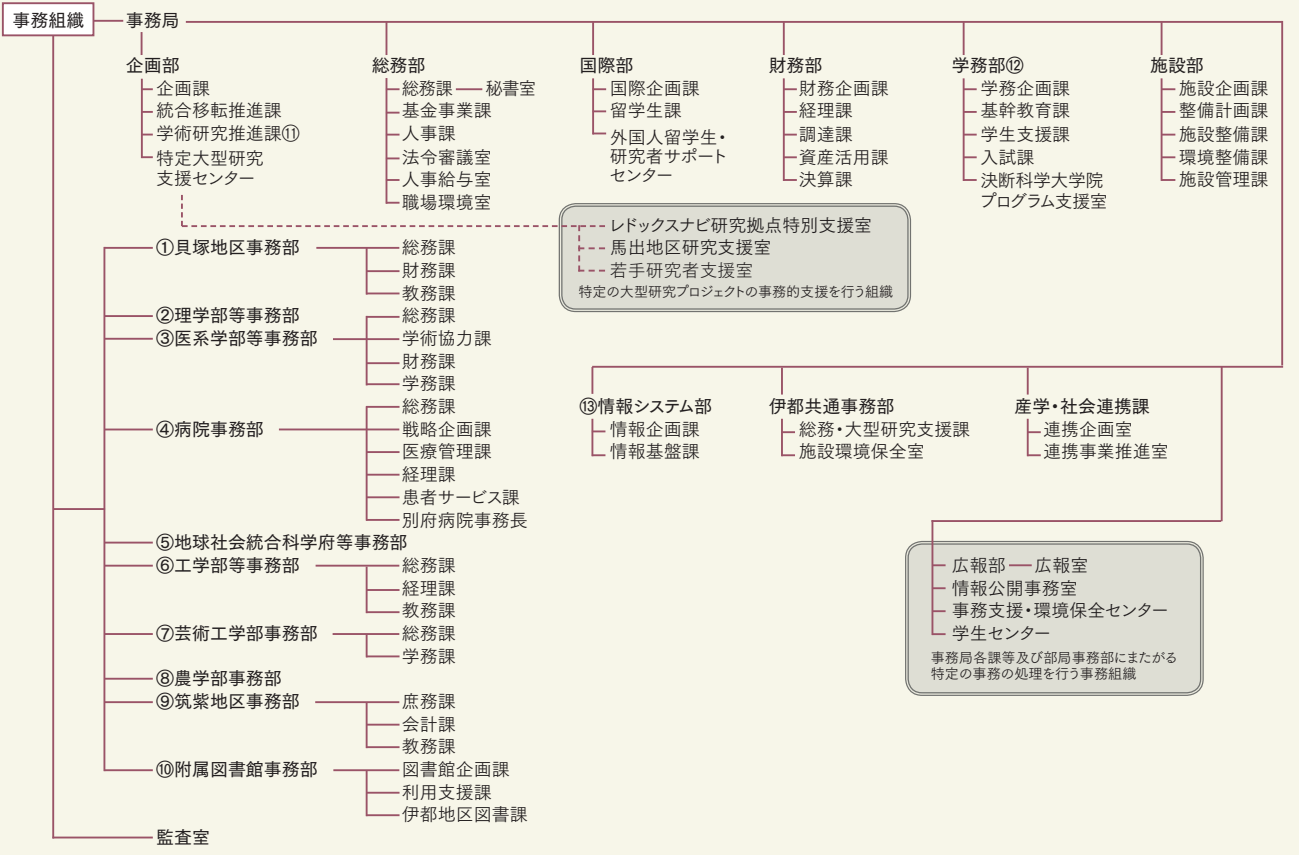 事務組織
事務局
企画部
企画課
統合移転推進課
学術研究推進課⑪
特定大型研究
支援センター
総務部
総務課
秘書室
基金事業課
人事課
法令審議室
人事給与室
職場環境室
国際部
国際企画課
留学生課
外国人留学生・
研究者サポート
センター
財務部
財務企画課
経理課
調達課
資産活用課
決算課
学務部⑫
学務企画課
基幹教育課
学生支援課
入試課
決断科学大学院
プログラム支援室
施設部
施設企画課
整備計画課
施設整備課
環境整備課
施設管理課
レドックスナビ研究拠点特別支援室
馬出地区研究支援室
若手研究者支援室
特定の大型研究プロジェクトの事務的支援を行う組織
①貝塚地区事務部
総務課
財務課
教務課
②理学部等事務部
③医系学部等事務部
総務課
学術協力課
財務課
学務課
④病院事務部
総務課
戦略企画課
医療管理課
経理課
患者サービス課
別府病院事務長
⑤地球社会統合科学府等事務部
⑥工学部等事務部
総務課
経理課
教務課
⑦芸術工学部事務部
総務課
学務課
⑧農学部事務部
⑨筑紫地区事務部
庶務課
会計課
教務課
⑩附属図書館事務部
図書館企画課
利用支援課
伊都地区図書課
監査室
⑬情報システム部
情報企画課
情報基盤課
伊都共通事務部
総務・大型研究支援課
施設環境保全室
産学・社会連携課
連携企画室
連携事業推進室
広報部
広報室
情報公開事務室
事務支援・環境保全センター
学生センター
事務局各課等及び部局事務部にまたがる
特定の事務の処理を行う事務組織